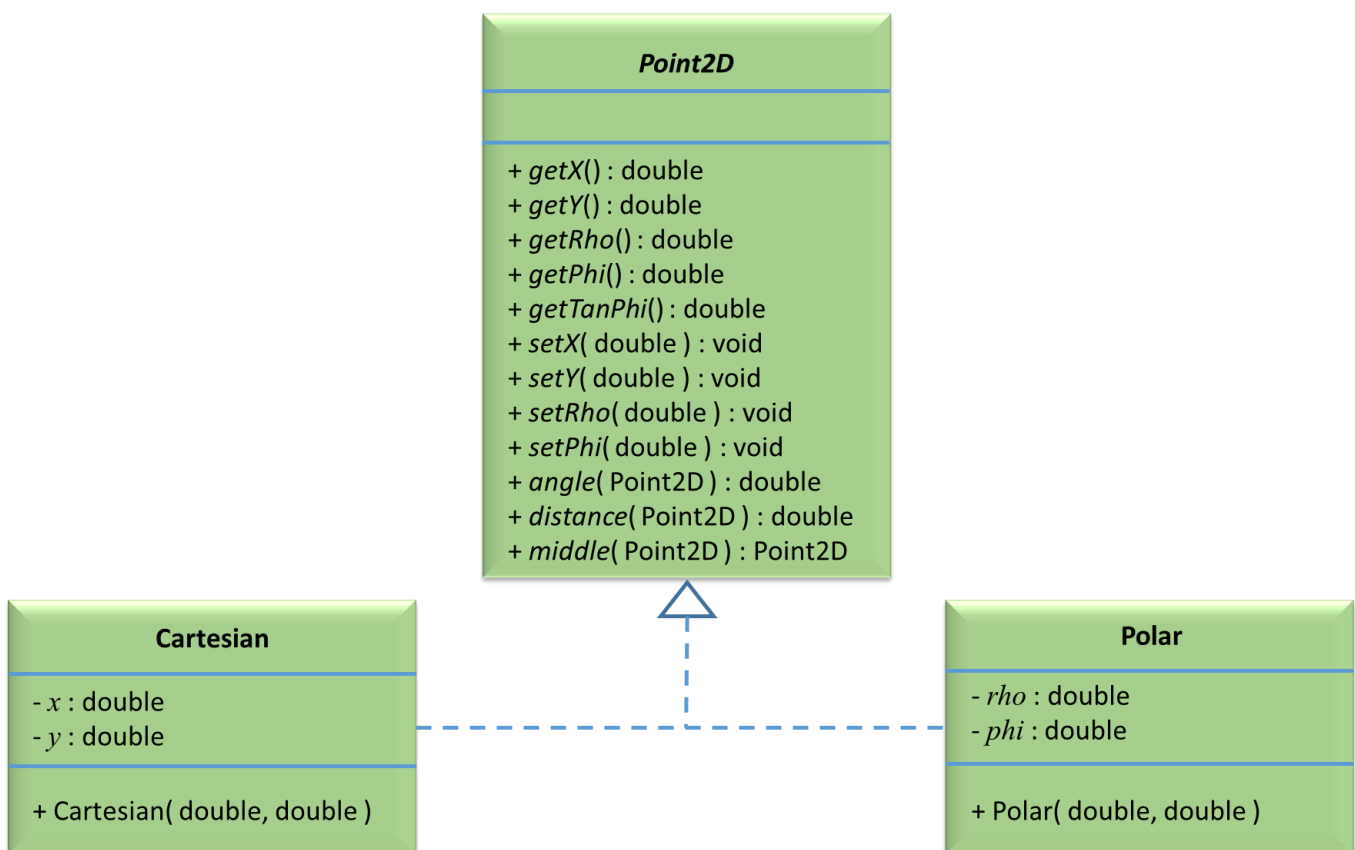 Point2D
+ getX() : double
+ getY() : double
+ getRho() : double
+ getPhi() : double
+ getTanPhi() : double
+ setX( double ) : void
+ setY( double ) : void
+ setRho( double ) : void
+ setPhi( double ) : void
+ angle( Point2D ) : double
+ distance( Point2D ) : double
+ middle( Point2D ) : Point2D
Cartesian
- x : double
- y : double
+ Cartesian( double, double )
Polar
- rho : double
- phi : double
+ Polar( double, double )